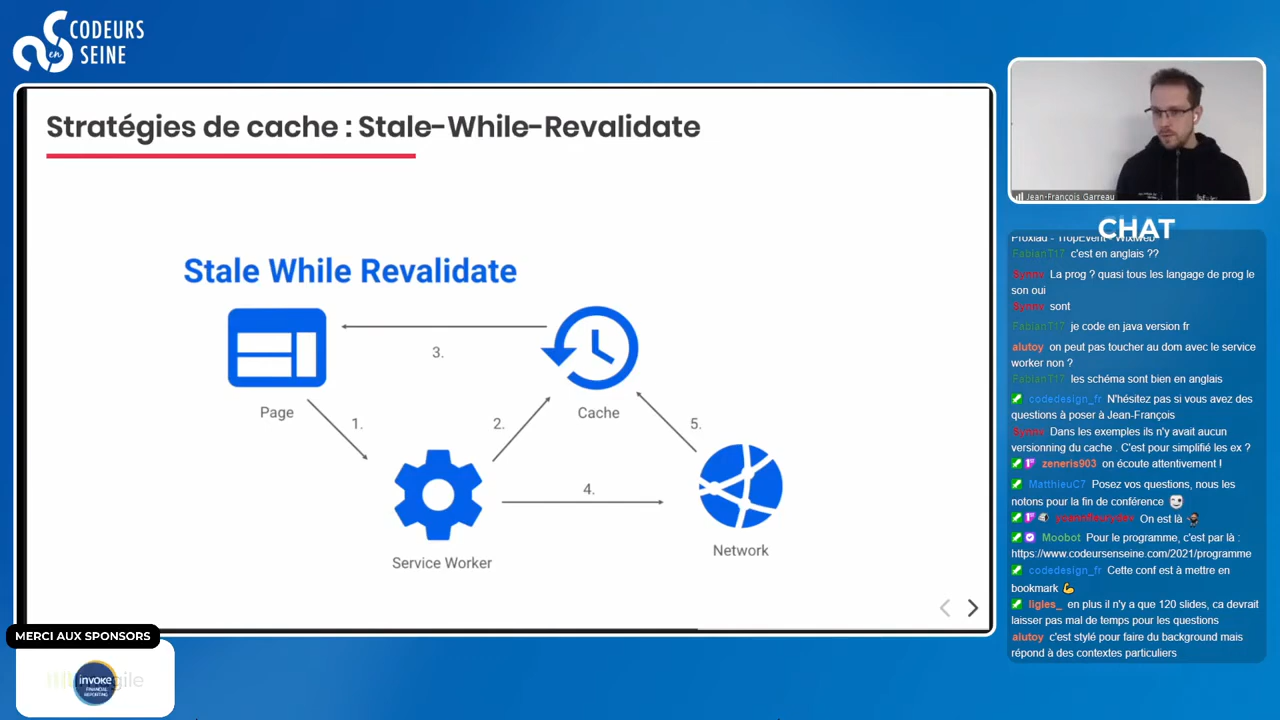 CODEURS
en
SEINE
Stratégies de cache : Stale-While-Revalidate
Stale While Revalidate
3.
Page
1.
2.
Cache
5.
4.
Service Worker
Network
MERCI AUX SPONSORS
invoke
FINANCIAL
REPORTING
gile
Jean-François Garreau
CHAT
Proxiad - TropEvent - Wixiweb
FabianT17: c'est en anglais ??
La prog ? quasi tous les langage de prog le
son oui
sont
FabianT17: je code en java version fr
alutoy on peut pas toucher au dom avec le service
worker non ?
FabianT17: les schéma sont bien en anglais
codedesign_fr N'hésitez pas si vous avez des
questions à poser à Jean-François
Dans les exemples ils n'y avait aucun
versionning du cache . C'est pour simplifié les ex ?
zeneris903 on écoute attentivement !
MatthieuC7 Posez vos questions, nous les
notons pour la fin de conférence
On est là
Moobot Pour le programme, c'est par là :
https://www.codeursenseine.com/2021/programme
codedesign_fr Cette conf est à mettre en
bookmark
ligles_ en plus il n'y a que 120 slides, ca devrait
laisser pas mal de temps pour les questions
alutoy c'est stylé pour faire du background mais
répond à des contextes particuliers